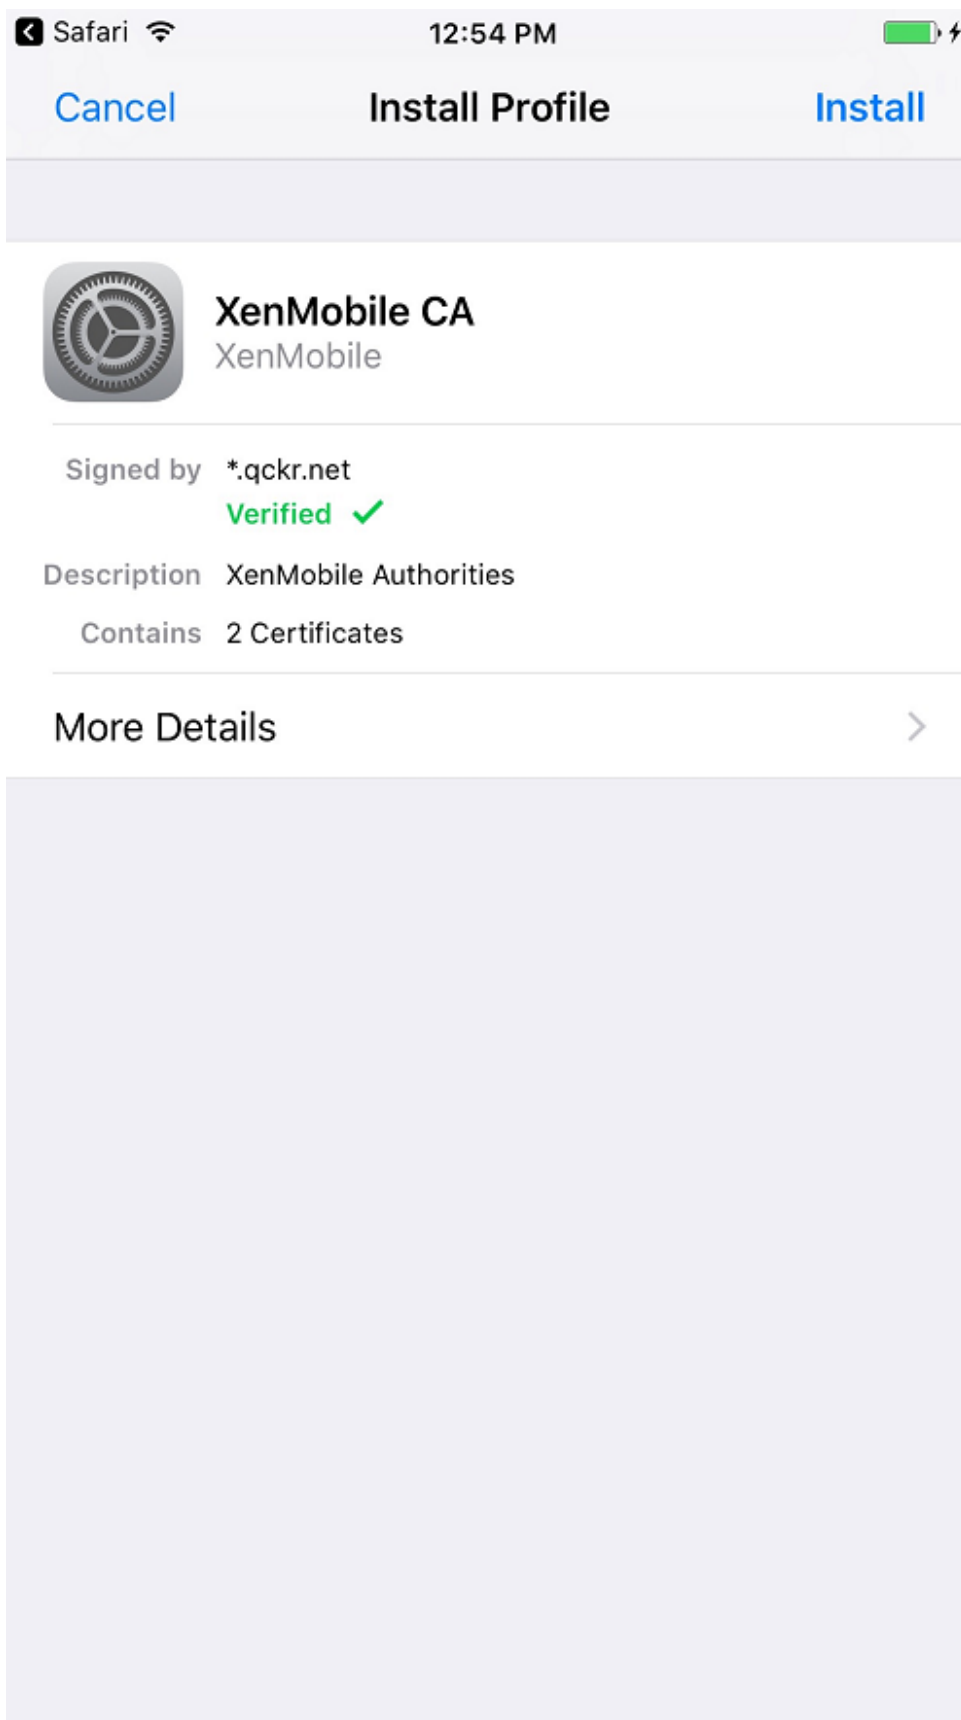 Safari
12:54 PM
Cancel Install Profile Install
XenMobile CA
XenMobile
Signed by *.qckr.net
Verified
Description XenMobile Authorities
Contains 2 Certificates
More Details